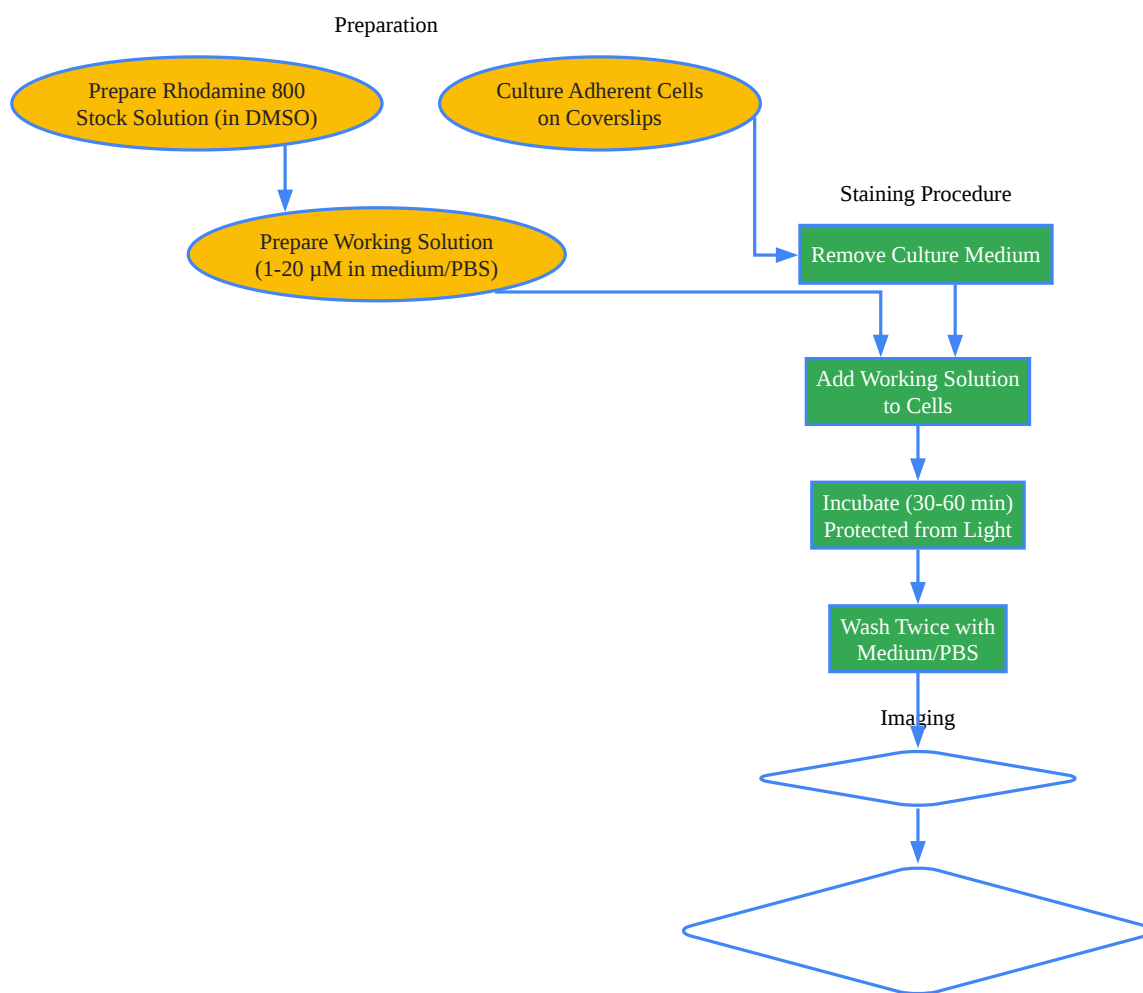 Preparation
Prepare Rhodamine 800
Stock Solution (in DMSO)
Culture Adherent Cells
on Coverslips
Staining Procedure
Prepare Working Solution
(1-20 µM in medium/PBS)
Remove Culture Medium
Add Working Solution
to Cells
Incubate (30-60 min)
Protected from Light
Wash Twice with
Medium/PBS
Imaging